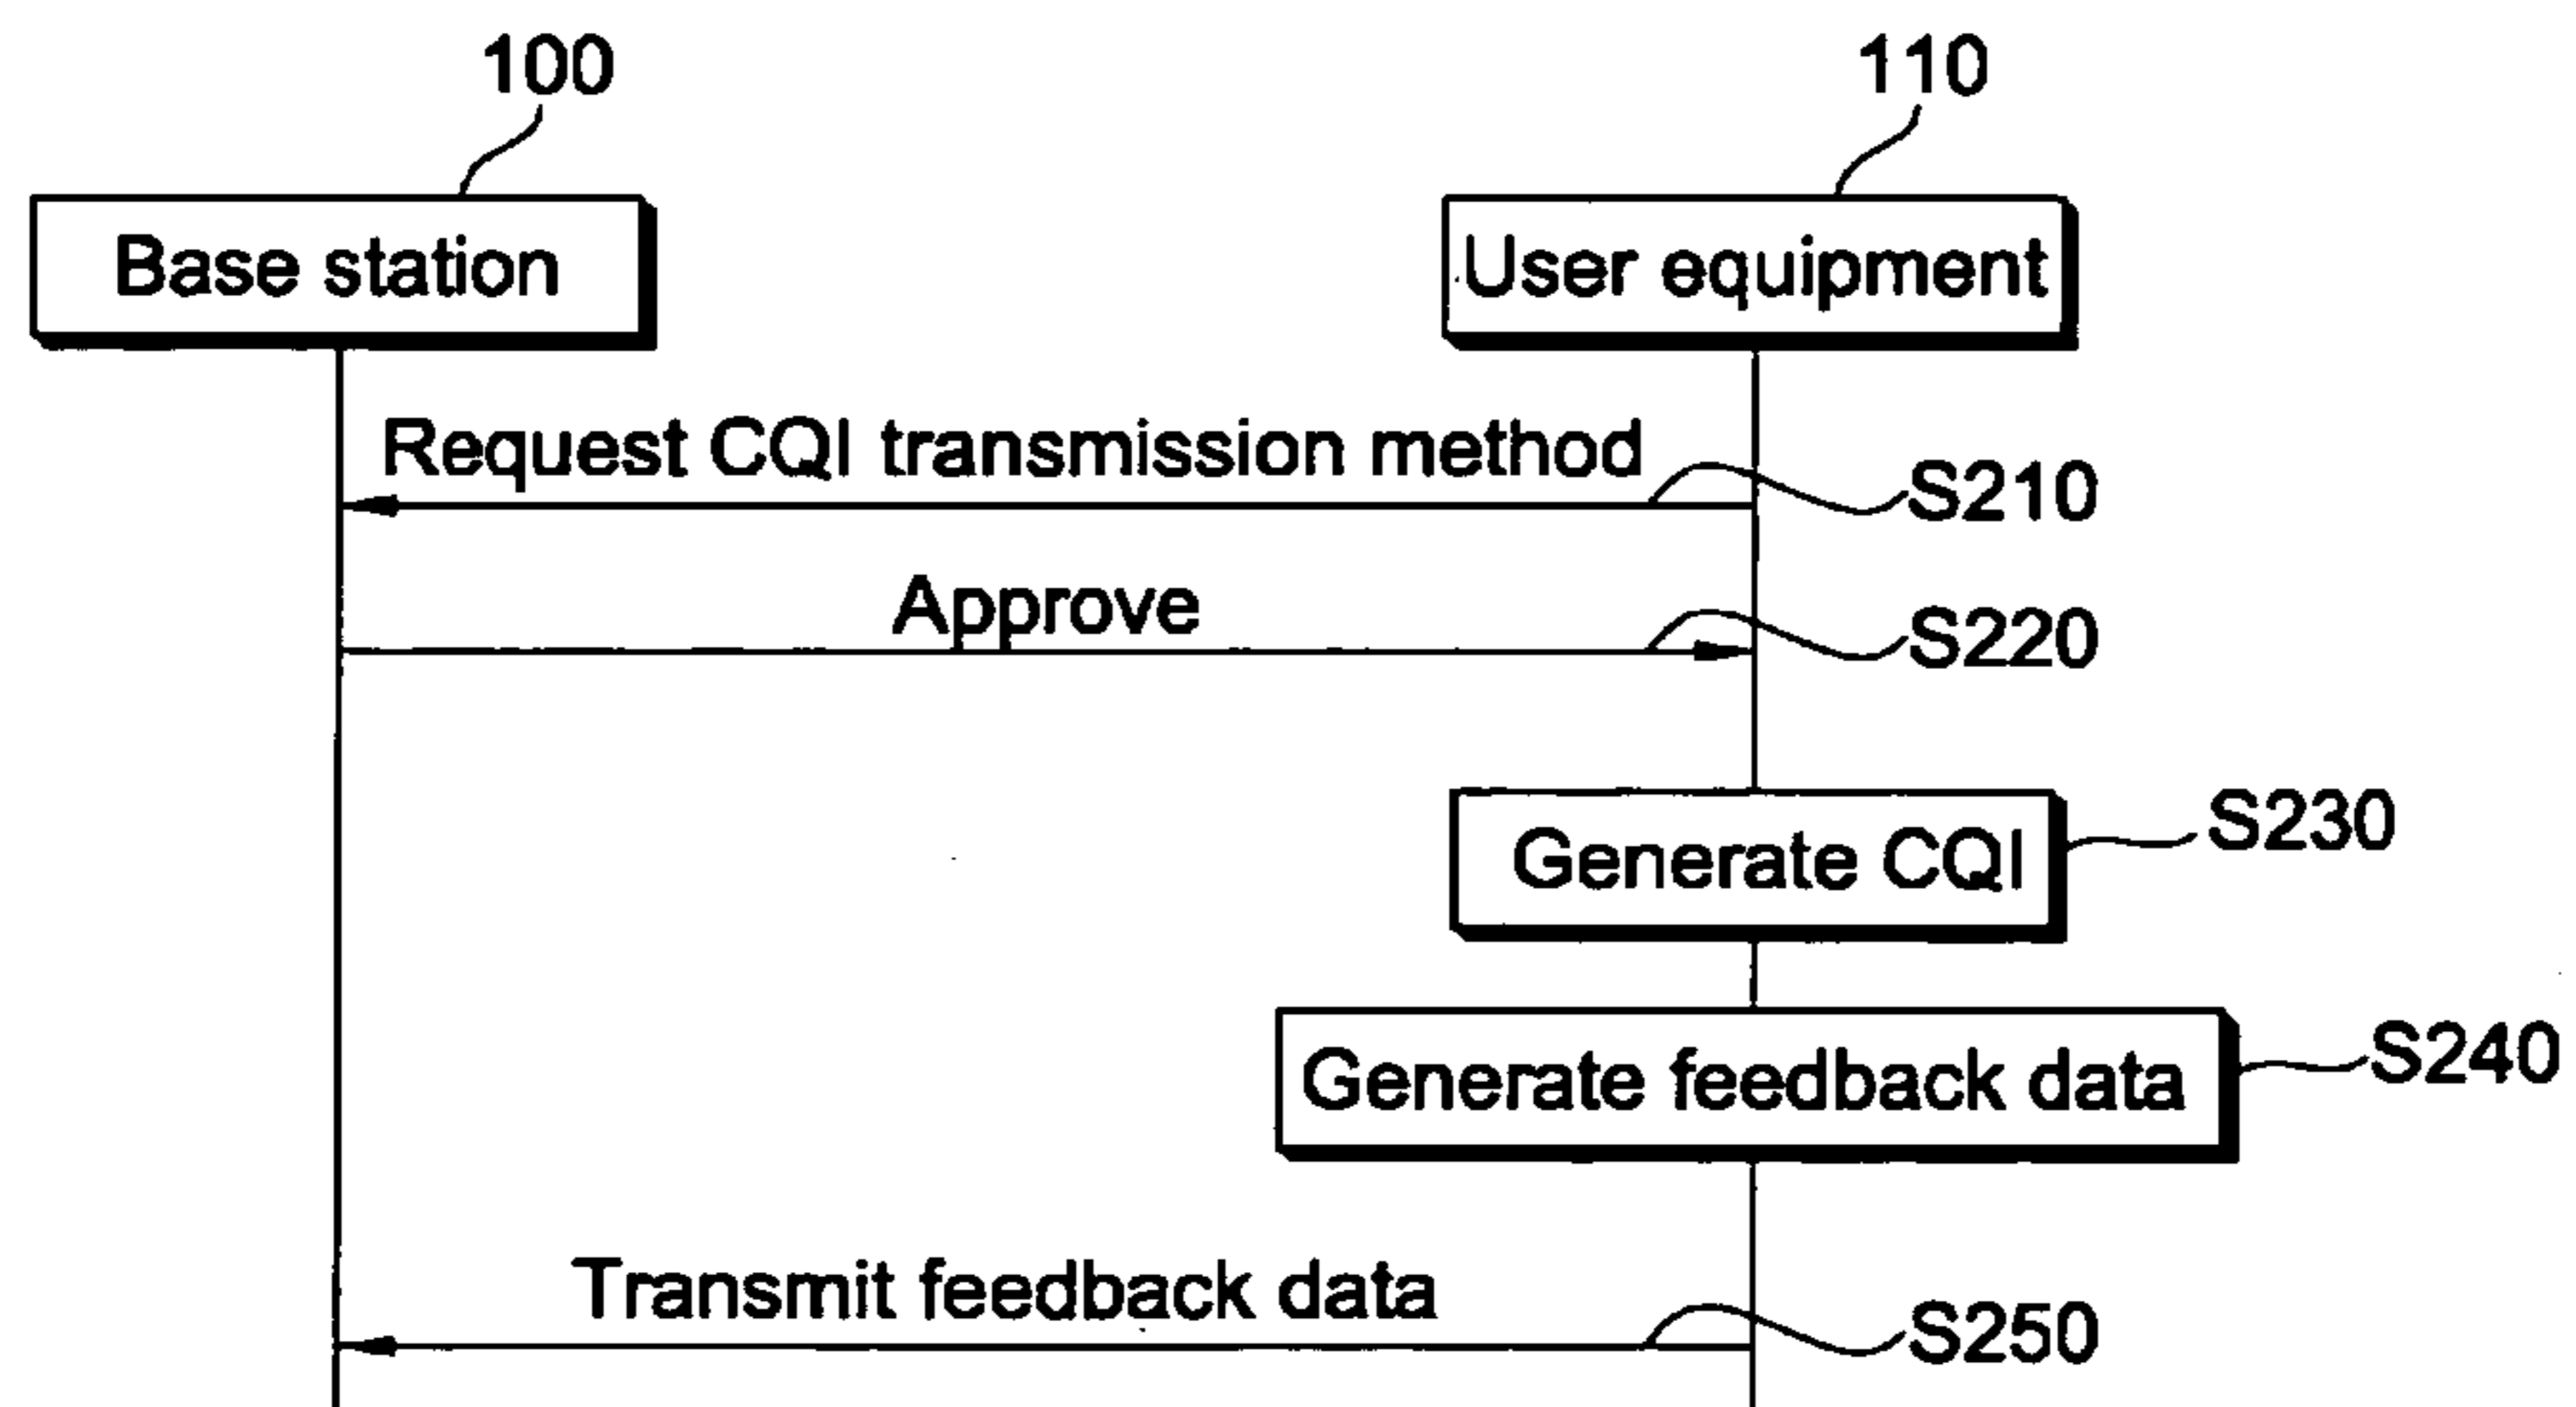 100
110
Base station
User equipment
Request CQI transmission method
S210
Approve
S220
Generate CQI
S230
Generate feedback data
S240
Transmit feedback data
S250